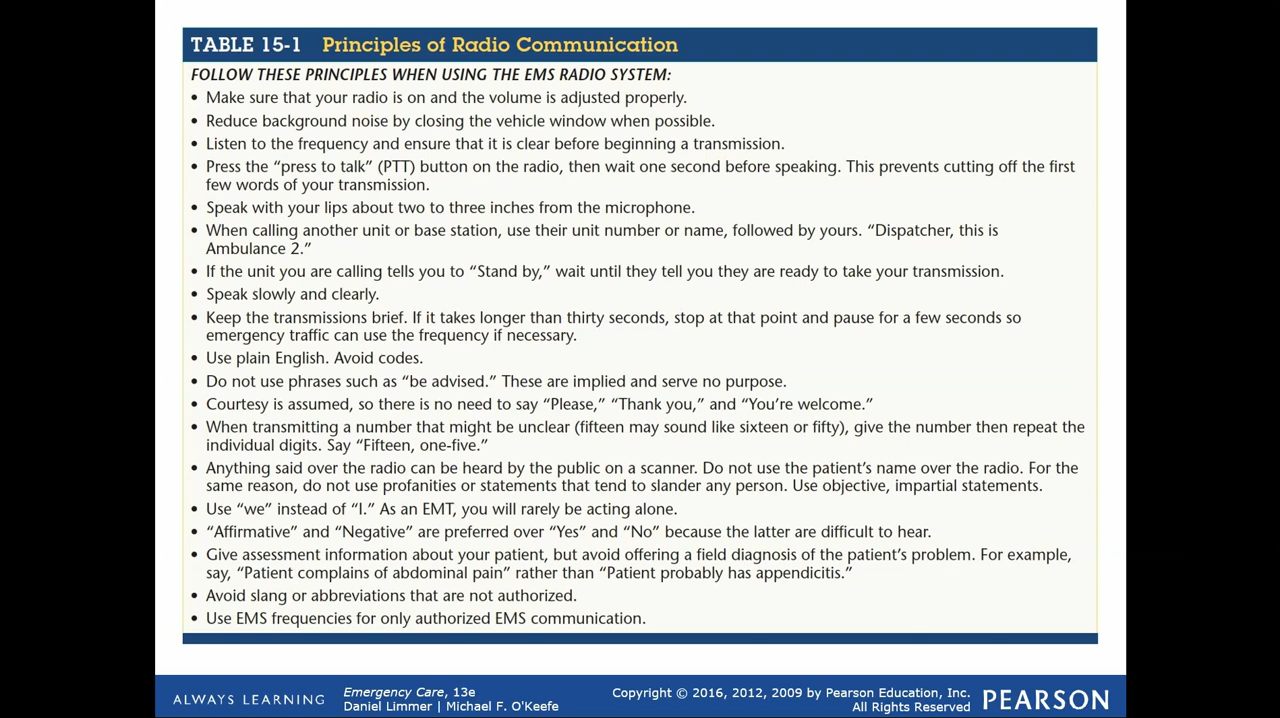 TABLE 15-1 Principles of Radio Communication
FOLLOW THESE PRINCIPLES WHEN USING THE EMS RADIO SYSTEM:
• Make sure that your radio is on and the volume is adjusted properly.
• Reduce background noise by closing the vehicle window when possible.
• Listen to the frequency and ensure that it is clear before beginning a transmission.
• Press the “press to talk” (PTT) button on the radio, then wait one second before speaking. This prevents cutting off the first
few words of your transmission.
• Speak with your lips about two to three inches from the microphone.
• When calling another unit or base station, use their unit number or name, followed by yours. “Dispatcher, this is
Ambulance 2.”
• If the unit you are calling tells you to “Stand by,” wait until they tell you they are ready to take your transmission.
• Speak slowly and clearly.
• Keep the transmissions brief. If it takes longer than thirty seconds, stop at that point and pause for a few seconds so
emergency traffic can use the frequency if necessary.
• Use plain English. Avoid codes.
• Do not use phrases such as “be advised.” These are implied and serve no purpose.
• Courtesy is assumed, so there is no need to say “Please,” “Thank you,” and “You’re welcome.”
• When transmitting a number that might be unclear (fifteen may sound like sixteen or fifty), give the number then repeat the
individual digits. Say “Fifteen, one-five.”
• Anything said over the radio can be heard by the public on a scanner. Do not use the patient’s name over the radio. For the
same reason, do not use profanities or statements that tend to slander any person. Use objective, impartial statements.
• Use “we” instead of “I.” As an EMT, you will rarely be acting alone.
• “Affirmative” and “Negative” are preferred over “Yes” and “No” because the latter are difficult to hear.
• Give assessment information about your patient, but avoid offering a field diagnosis of the patient’s problem. For example,
say, “Patient complains of abdominal pain” rather than “Patient probably has appendicitis.”
• Avoid slang or abbreviations that are not authorized.
• Use EMS frequencies for only authorized EMS communication.
ALWAYS LEARNING
Emergency Care, 13e
Daniel Limmer | Michael F. O'Keefe
Copyright © 2016, 2012, 2009 by Pearson Education, Inc.
All Rights Reserved
PEARSON